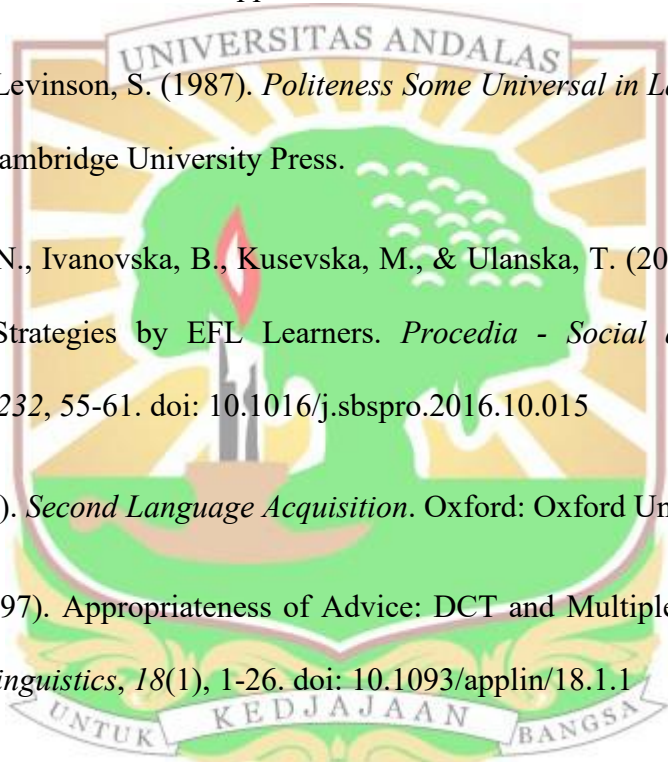 UNIVERSITAS ANDALAS
Levinson, S. (1987). Politeness Some Universal in
ambridge University Press.
N., Ivanovska, B., Kusevska, M., & Ulanska, T. (20
Strategies by EFL Learners. Procedia - Social
232, 55-61. doi: 10.1016/j.sbspro.2016.10.015
). Second Language Acquisition. Oxford: Oxford Un
97). Appropriateness of Advice: DCT and Multiple
inguistics, 18(1), 1-26. doi: 10.1093/applin/18.1.1
UNTUK KEDJAJAAN BANGSA